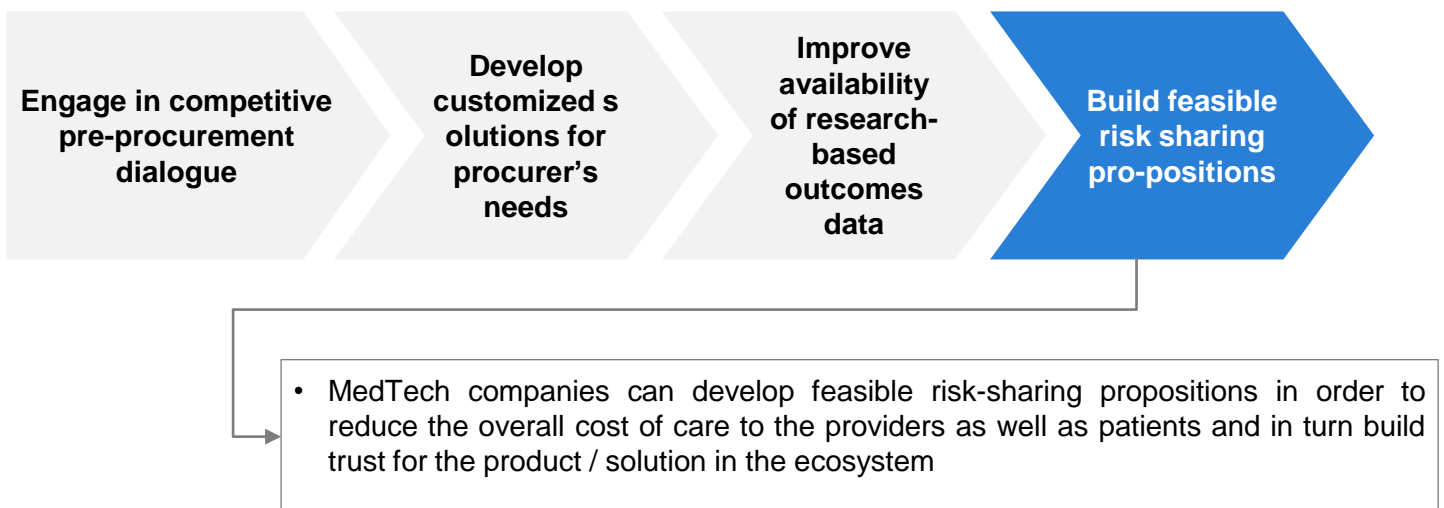 Engage in competitive
pre-procurement
dialogue
Develop
customized s
olutions for
procurer’s
needs
Improve
availability
of research-
based
outcomes
data
Build feasible
risk sharing
pro-positions
• MedTech companies can develop feasible risk-sharing propositions in order to
reduce the overall cost of care to the providers as well as patients and in turn build
trust for the product / solution in the ecosystem